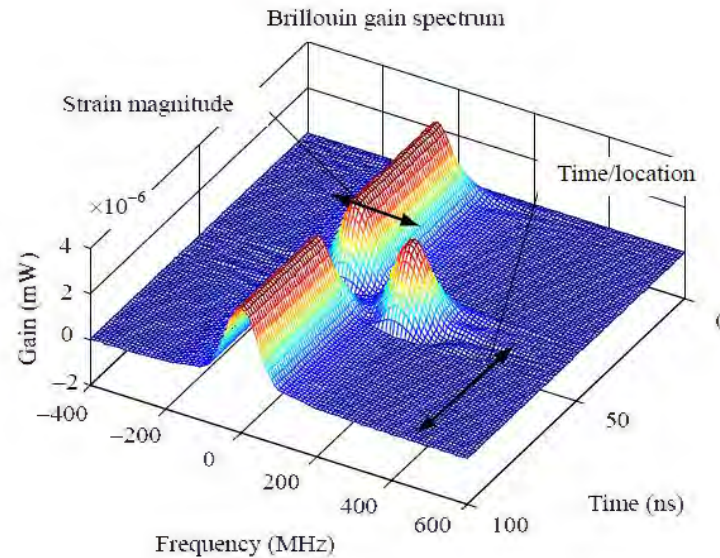 Brillouin gain spectrum
Strain magnitude
Time/location
×10⁻⁶
4
2
0
−2
Gain (mW)
−400
−200
0
200
400
600
Frequency (MHz)
100
50
Time (ns)